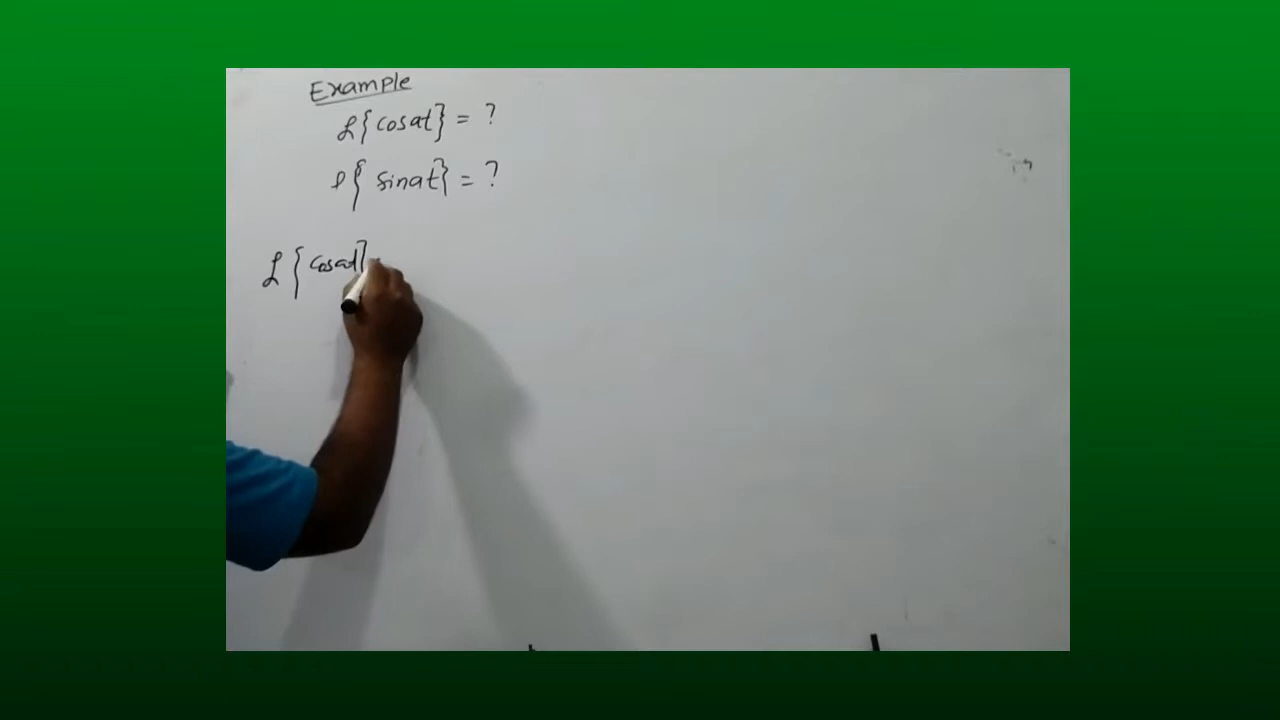 Example
ℒ{cosat} = ?
ℒ{sinat} = ?
ℒ{cosat}